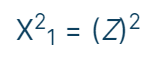 X²₁ = (Z)²